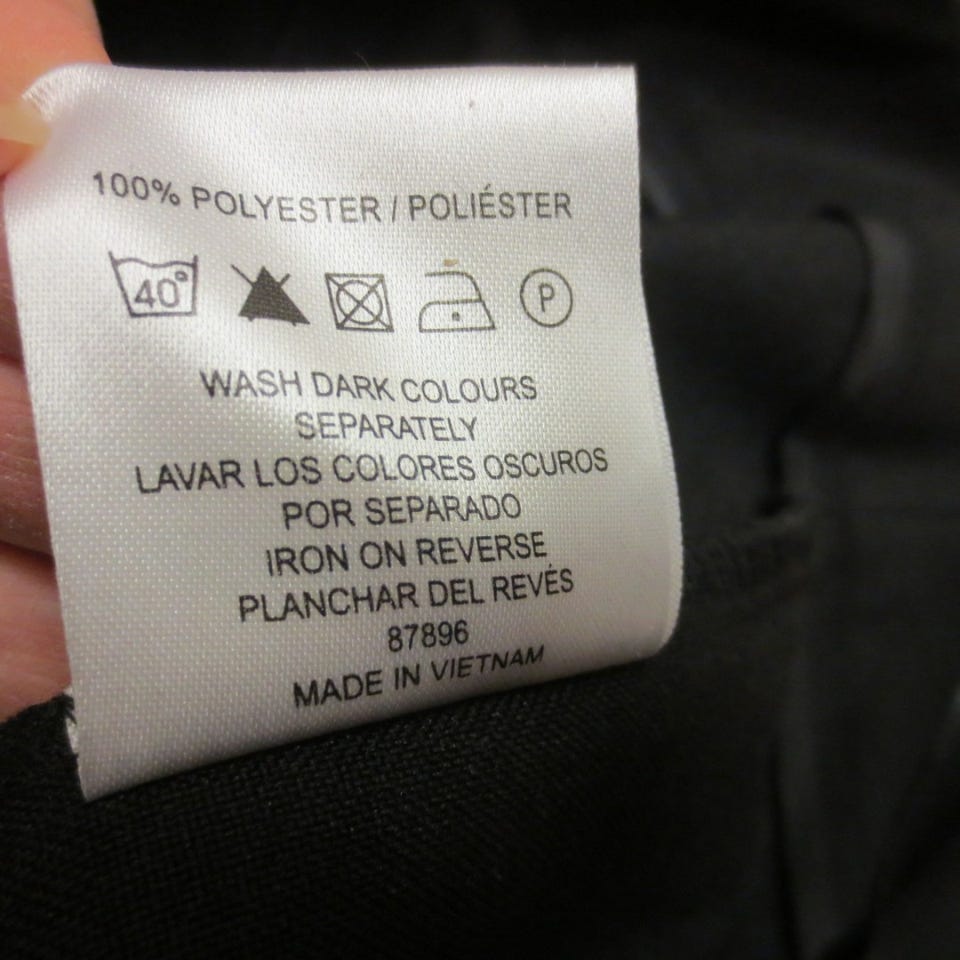 100% POLYESTER / POLIÉSTER
40° P
WASH DARK COLOURS
SEPARATELY
LAVAR LOS COLORES OSCUROS
POR SEPARADO
IRON ON REVERSE
PLANCHAR DEL REVÉS
87896
MADE IN VIETNAM